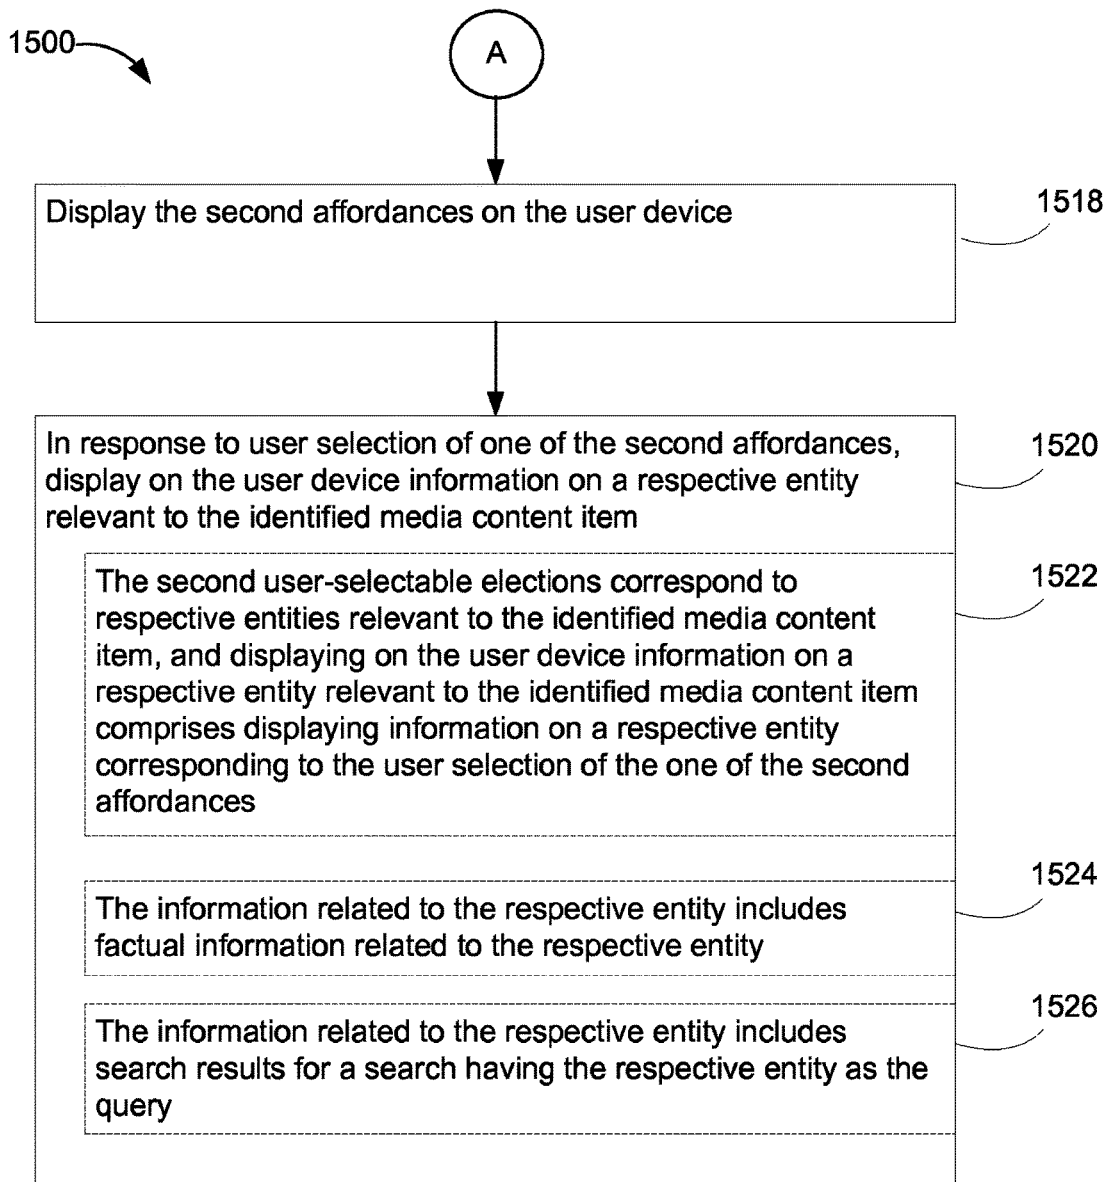 1500
A
Display the second affordances on the user device
1518
In response to user selection of one of the second affordances,
display on the user device information on a respective entity
relevant to the identified media content item
1520
The second user-selectable elections correspond to
respective entities relevant to the identified media content
item, and displaying on the user device information on a
respective entity relevant to the identified media content item
comprises displaying information on a respective entity
corresponding to the user selection of the one of the second
affordances
1522
The information related to the respective entity includes
factual information related to the respective entity
1524
The information related to the respective entity includes
search results for a search having the respective entity as the
query
1526